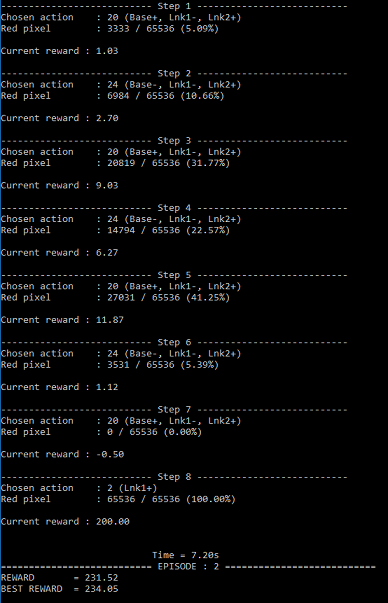 --------------------------- Step 1 ---------------------------
Chosen action : 20 (Base+, Lnk1-, Lnk2+)
Red pixel : 3333 / 65536 (5.09%)
Current reward : 1.03
--------------------------- Step 2 ---------------------------
Chosen action : 24 (Base-, Lnk1-, Lnk2+)
Red pixel : 6984 / 65536 (10.66%)
Current reward : 2.70
--------------------------- Step 3 ---------------------------
Chosen action : 20 (Base+, Lnk1-, Lnk2+)
Red pixel : 20819 / 65536 (31.77%)
Current reward : 9.03
--------------------------- Step 4 ---------------------------
Chosen action : 24 (Base-, Lnk1-, Lnk2+)
Red pixel : 14794 / 65536 (22.57%)
Current reward : 6.27
--------------------------- Step 5 ---------------------------
Chosen action : 20 (Base+, Lnk1-, Lnk2+)
Red pixel : 27031 / 65536 (41.25%)
Current reward : 11.87
--------------------------- Step 6 ---------------------------
Chosen action : 24 (Base-, Lnk1-, Lnk2+)
Red pixel : 3531 / 65536 (5.39%)
Current reward : 1.12
--------------------------- Step 7 ---------------------------
Chosen action : 20 (Base+, Lnk1-, Lnk2+)
Red pixel : 0 / 65536 (0.00%)
Current reward : -0.50
--------------------------- Step 8 ---------------------------
Chosen action : 2 (Lnk1+)
Red pixel : 65536 / 65536 (100.00%)
Current reward : 200.00
Time = 7.20s
=========================== EPISODE : 2 ===========================
REWARD = 231.52
BEST REWARD = 234.05